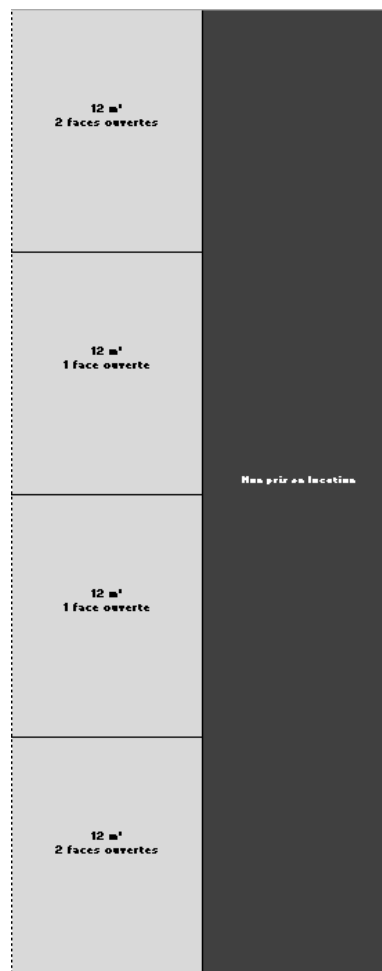 12 m²
2 faces ouvertes
12 m²
1 face ouverte
Non pris en location
12 m²
1 face ouverte
12 m²
2 faces ouvertes